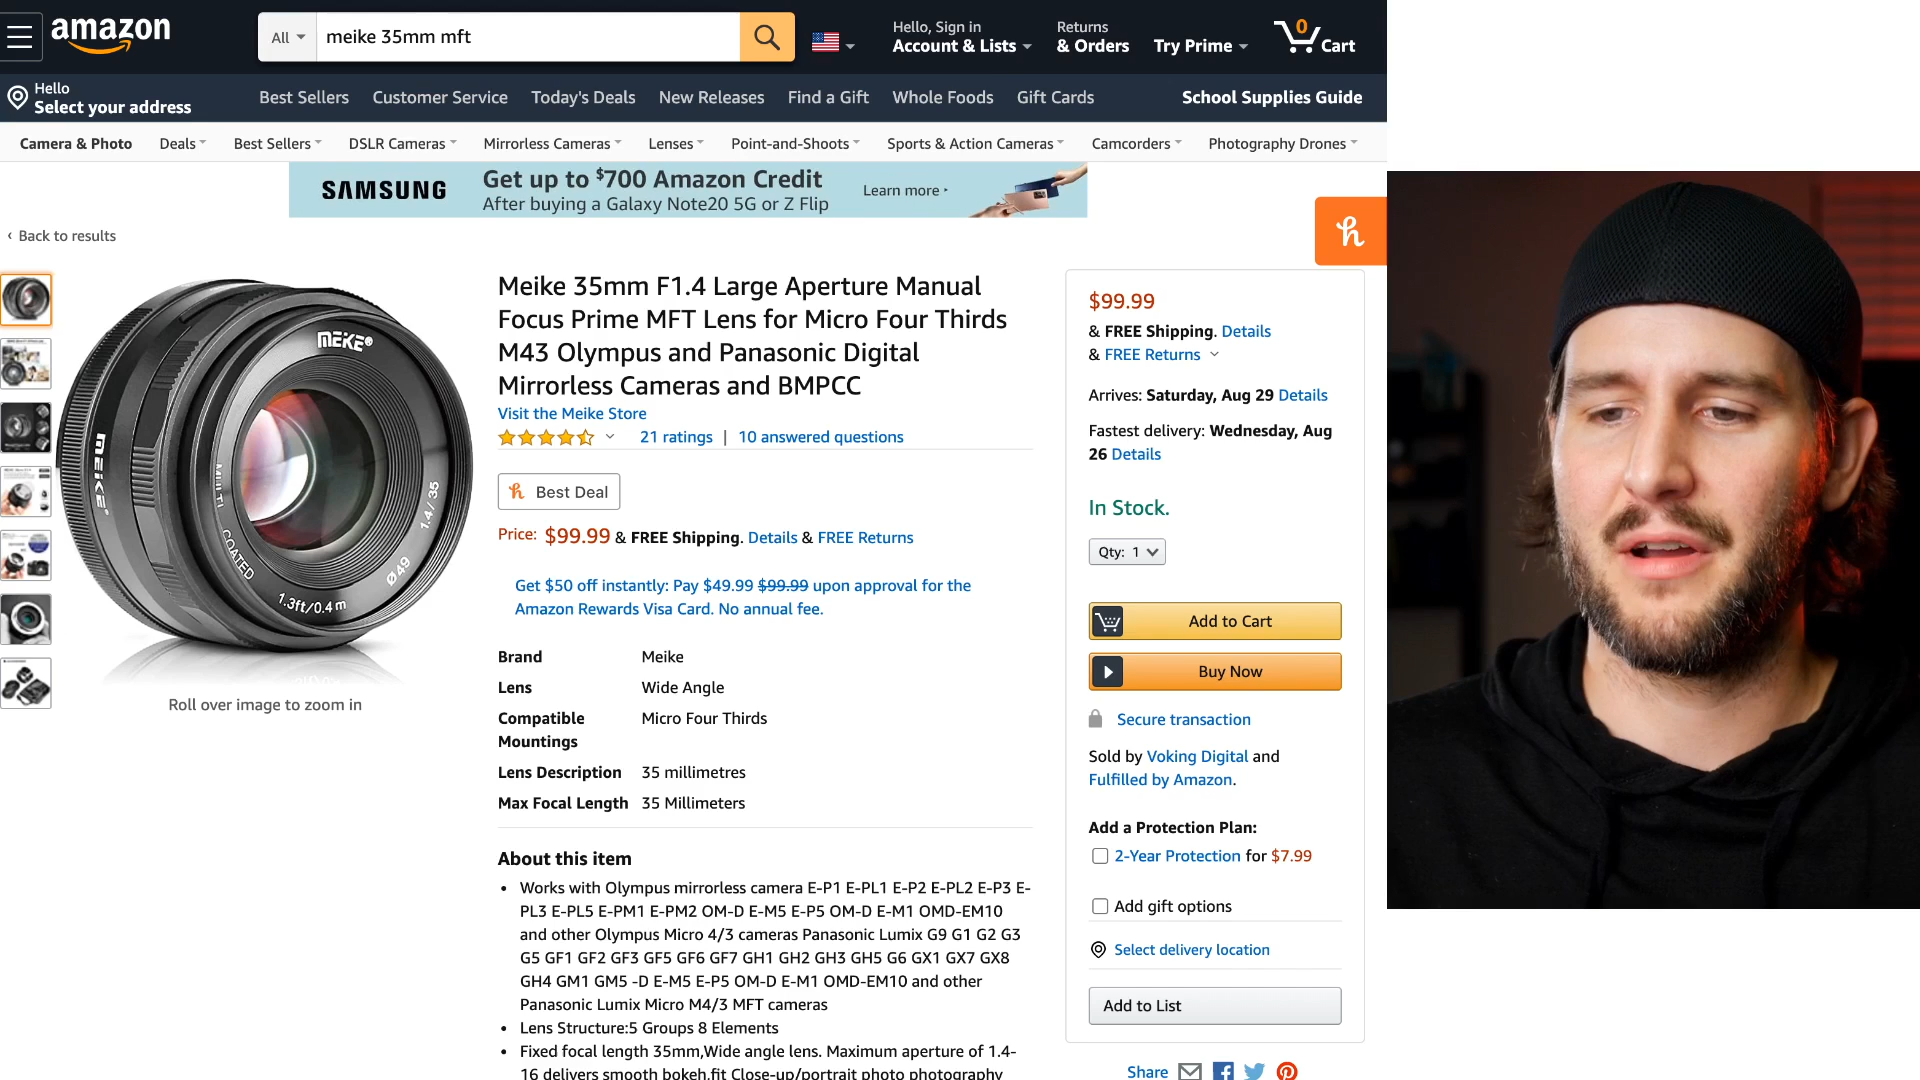 amazon
All
meike 35mm mft
Hello, Sign in
Account & Lists
Returns
& Orders
Try Prime
0
Cart
Hello
Select your address
Best Sellers
Customer Service
Today's Deals
New Releases
Find a Gift
Whole Foods
Gift Cards
School Supplies Guide
Camera & Photo
Deals
Best Sellers
DSLR Cameras
Mirrorless Cameras
Lenses
Point-and-Shoots
Sports & Action Cameras
Camcorders
Photography Drones
SAMSUNG
Get up to $700 Amazon Credit
After buying a Galaxy Note20 5G or Z Flip
Learn more
‹ Back to results
h
MEIKE®
MEIKE
MULTI COATED
1.3ft/0.4m
Ø49
1.4/35
Roll over image to zoom in
Meike 35mm F1.4 Large Aperture Manual
Focus Prime MFT Lens for Micro Four Thirds
M43 Olympus and Panasonic Digital
Mirrorless Cameras and BMPCC
Visit the Meike Store
21 ratings | 10 answered questions
h Best Deal
Price: $99.99 & FREE Shipping. Details & FREE Returns
Get $50 off instantly: Pay $49.99 $99.99 upon approval for the
Amazon Rewards Visa Card. No annual fee.
Brand Meike
Lens Wide Angle
Compatible Micro Four Thirds
Mountings
Lens Description 35 millimetres
Max Focal Length 35 Millimeters
About this item
• Works with Olympus mirrorless camera E-P1 E-PL1 E-P2 E-PL2 E-P3 E-
PL3 E-PL5 E-PM1 E-PM2 OM-D E-M5 E-P5 OM-D E-M1 OMD-EM10
and other Olympus Micro 4/3 cameras Panasonic Lumix G9 G1 G2 G3
G5 GF1 GF2 GF3 GF5 GF6 GF7 GH1 GH2 GH3 GH5 G6 GX1 GX7 GX8
GH4 GM1 GM5 -D E-M5 E-P5 OM-D E-M1 OMD-EM10 and other
Panasonic Lumix Micro M4/3 MFT cameras
• Lens Structure:5 Groups 8 Elements
• Fixed focal length 35mm,Wide angle lens. Maximum aperture of 1.4-
16 delivers smooth bokeh,fit Close-up/portrait photo photography
$99.99
& FREE Shipping. Details
& FREE Returns
Arrives: Saturday, Aug 29 Details
Fastest delivery: Wednesday, Aug
26 Details
In Stock.
Qty: 1
Add to Cart
Buy Now
Secure transaction
Sold by Voking Digital and
Fulfilled by Amazon.
Add a Protection Plan:
2-Year Protection for $7.99
Add gift options
Select delivery location
Add to List
Share